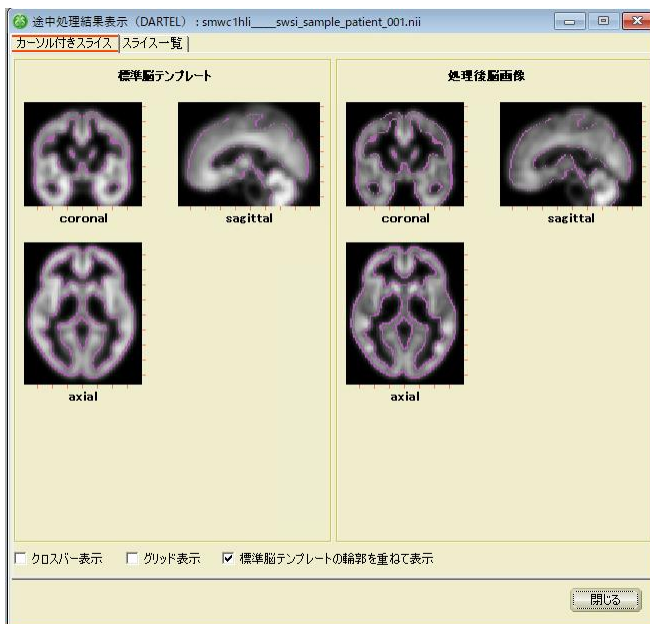 途中処理結果表示（DARTEL）: smwc1hli____swsi_sample_patient_001.nii
カーソル付きスライス スライス一覧
標準脳テンプレート 処理後脳画像
coronal sagittal coronal sagittal
axial axial
クロスバー表示 グリッド表示 標準脳テンプレートの輪郭を重ねて表示
閉じる